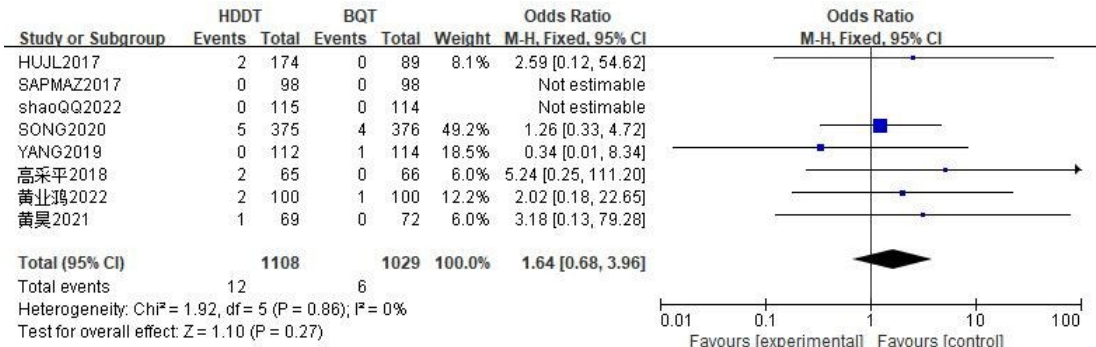 HDDT BQT Odds Ratio Odds Ratio
Study or Subgroup Events Total Events Total Weight M-H, Fixed, 95% CI M-H, Fixed, 95% CI
HUJL2017 2 174 0 89 8.1% 2.59 [0.12, 54.62]
SAPMAZ2017 0 98 0 98 Not estimable
shaoQQ2022 0 115 0 114 Not estimable
SONG2020 5 375 4 376 49.2% 1.26 [0.33, 4.72]
YANG2019 0 112 1 114 18.5% 0.34 [0.01, 8.34]
高采平2018 2 65 0 66 6.0% 5.24 [0.25, 111.20]
黄业鸿2022 2 100 1 100 12.2% 2.02 [0.18, 22.65]
黄昊2021 1 69 0 72 6.0% 3.18 [0.13, 79.28]
Total (95% CI) 1108 1029 100.0% 1.64 [0.68, 3.96]
Total events 12 6
Heterogeneity: Chi² = 1.92, df = 5 (P = 0.86); I² = 0%
Test for overall effect: Z = 1.10 (P = 0.27)
0.01 0.1 1 10 100
Favours [experimental] Favours [control]